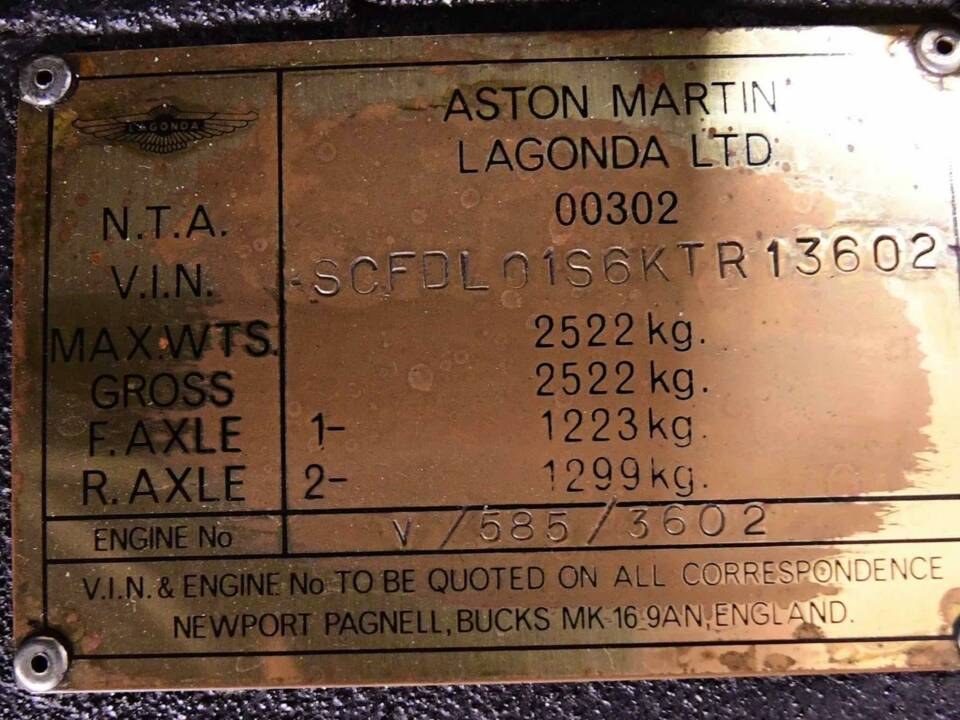 LAGONDA
ASTON MARTIN
LAGONDA LTD
N.T.A. 00302
V.I.N. SCFDL01S6KTR13602
MAX.WTS. 2522 kg.
GROSS 2522 kg.
F.AXLE 1- 1223 kg.
R.AXLE 2- 1299 kg.
ENGINE No V/585/3602
V.I.N. & ENGINE No TO BE QUOTED ON ALL CORRESPONDENCE
NEWPORT PAGNELL, BUCKS MK-16-9AN, ENGLAND.